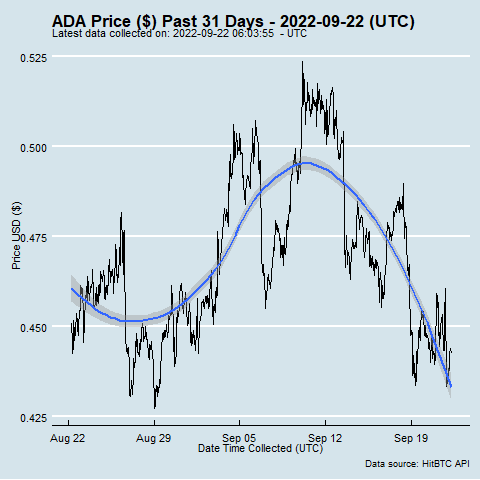 ADA Price ($) Past 31 Days - 2022-09-22 (UTC)
Latest data collected on: 2022-09-22 06:03:55 - UTC
0.525
0.500
0.475
0.450
0.425
Price USD ($)
Aug 22
Aug 29
Sep 05
Sep 12
Sep 19
Date Time Collected (UTC)
Data source: HitBTC API